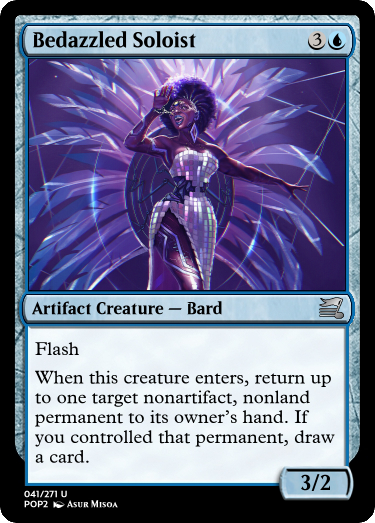 Bedazzled Soloist 3
Artifact Creature — Bard
Flash
When this creature enters, return up
to one target nonartifact, nonland
permanent to its owner's hand. If
you controlled that permanent, draw
a card.
3/2
041/271 U
POP2 Asur Misoa